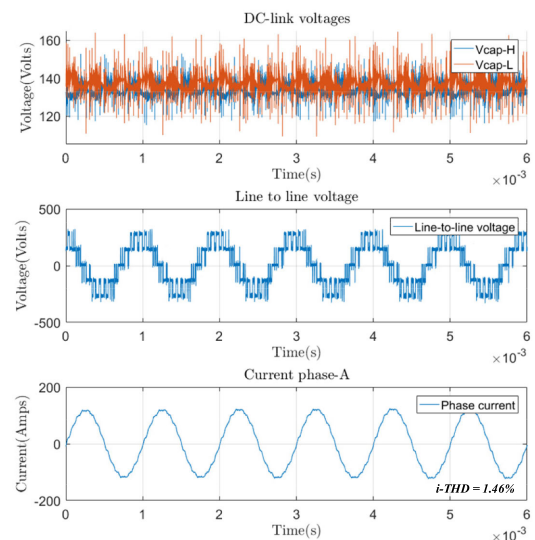 DC-link voltages
Voltage(Volts)
160
140
120
Vcap-H
Vcap-L
0 1 2 3 4 5 6
Time(s)
×10⁻³
Line to line voltage
Voltage(Volts)
500
0
-500
Line-to-line voltage
0 1 2 3 4 5 6
Time(s)
×10⁻³
Current phase-A
Current(Amps)
200
0
-200
Phase current
i-THD = 1.46%
0 1 2 3 4 5 6
Time(s)
×10⁻³